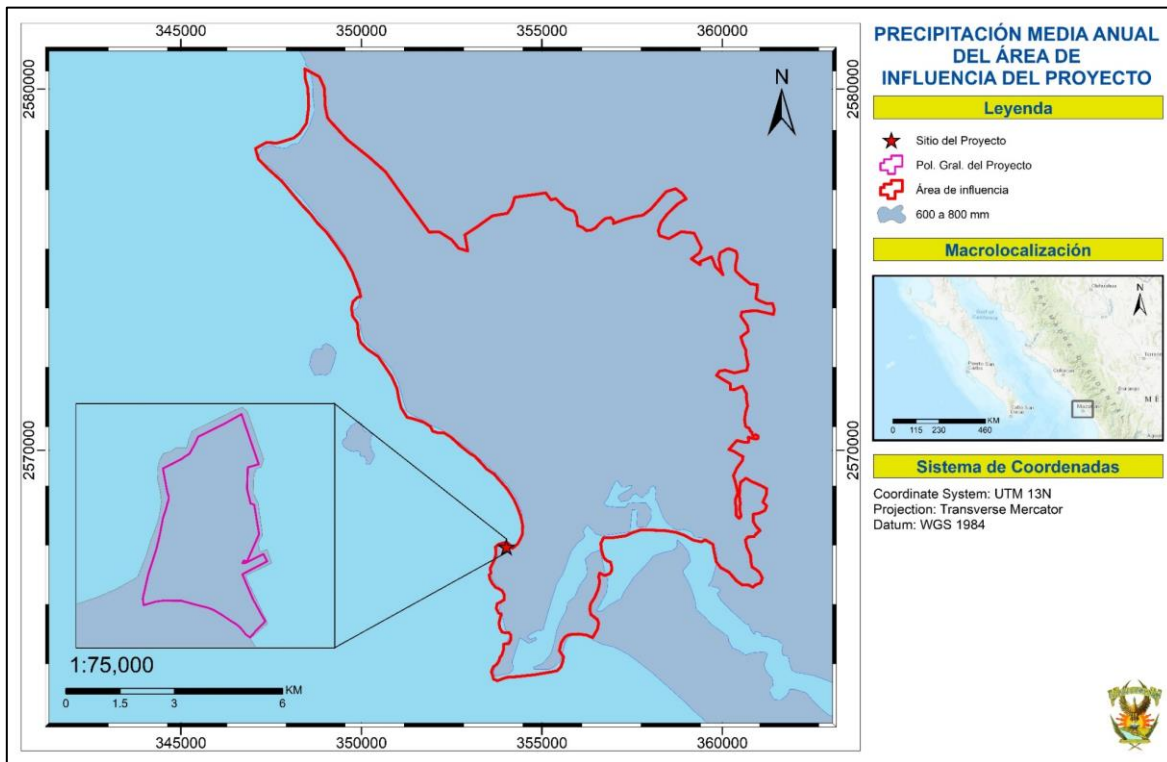 345000 350000 355000 360000
2580000
2570000
N
1:75,000
KM
0 1.5 3 6
2580000
2570000
345000 350000 355000 360000
PRECIPITACIÓN MEDIA ANUAL
DEL ÁREA DE
INFLUENCIA DEL PROYECTO
Leyenda
Sitio del Proyecto
Pol. Gral. del Proyecto
Área de influencia
600 a 800 mm
Macrolocalización
N
KM
0 115 230 460
Sistema de Coordenadas
Coordinate System: UTM 13N
Projection: Transverse Mercator
Datum: WGS 1984